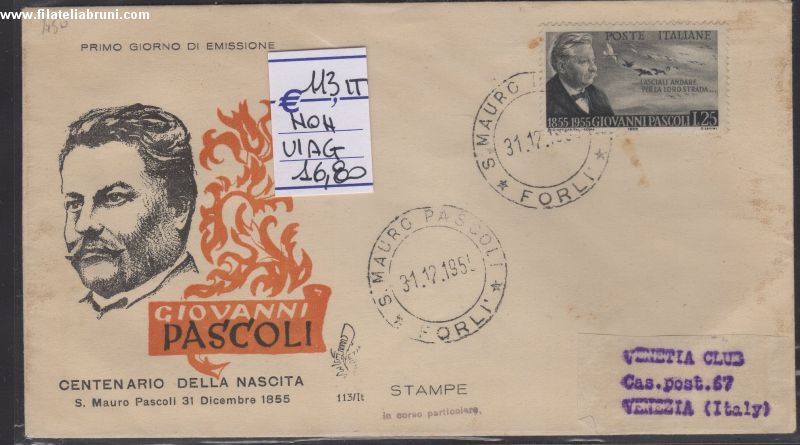 www.filateliabruni.com
PRIMO GIORNO DI EMISSIONE
113, IT
€
NON
VIAG
16,80
POSTE ITALIANE
LASCIALI ANDARE
PER LA LORO STRADA...
1855 1955 GIOVANNI PASCOLI L.25
1955
S. MAURO
31.12.195
FORLI'
S. MAURO PASCOLI
31.12.195
FORLI'
GIOVANNI
PASCOLI
CENTENARIO DELLA NASCITA
S. Mauro Pascoli 31 Dicembre 1855
113/It
STAMPE
in corso particolare,
VENETIA CLUB
Cas.post.67
VENEZIA (Italy)